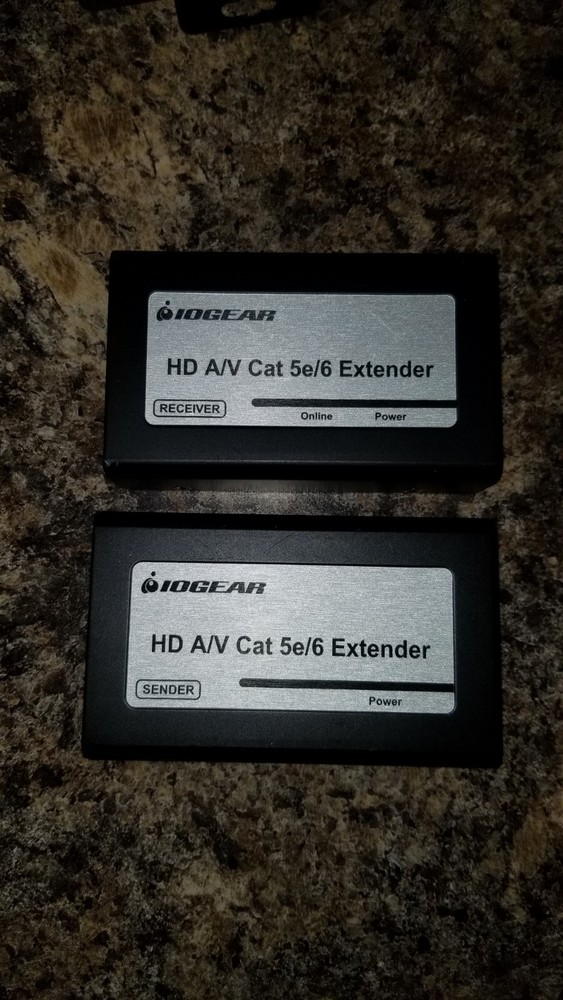 IOGEAR
HD A/V Cat 5e/6 Extender
RECEIVER
Online Power
IOGEAR
HD A/V Cat 5e/6 Extender
SENDER
Power